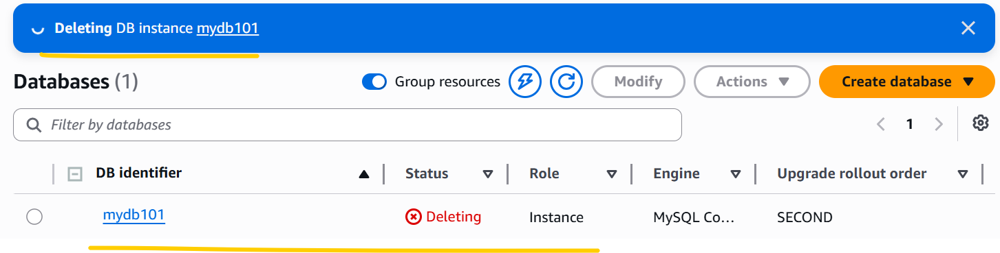 Deleting DB instance mydb101
Databases (1) Group resources Modify Actions Create database
Filter by databases 1
DB identifier Status Role Engine Upgrade rollout order
mydb101 Deleting Instance MySQL Co... SECOND